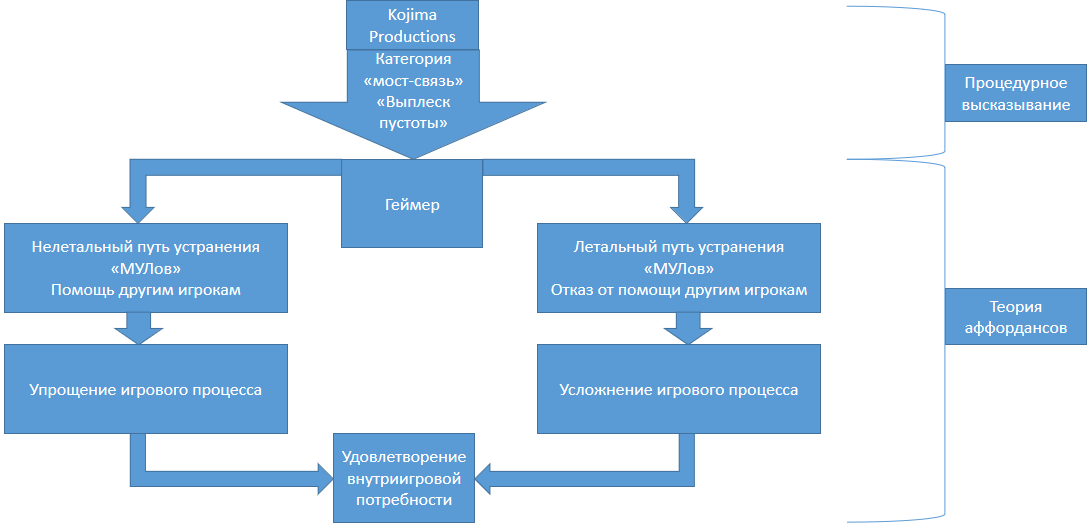 Kojima
Productions
Категория
«мост-связь»
«Выплеск
пустоты»
Процедурное
высказывание
Геймер
Нелетальный путь устранения
«МУЛов»
Помощь другим игрокам
Летальный путь устранения
«МУЛов»
Отказ от помощи другим игрокам
Теория
аффордансов
Упрощение игрового процесса
Усложнение игрового процесса
Удовлетворение
внутриигровой
потребности